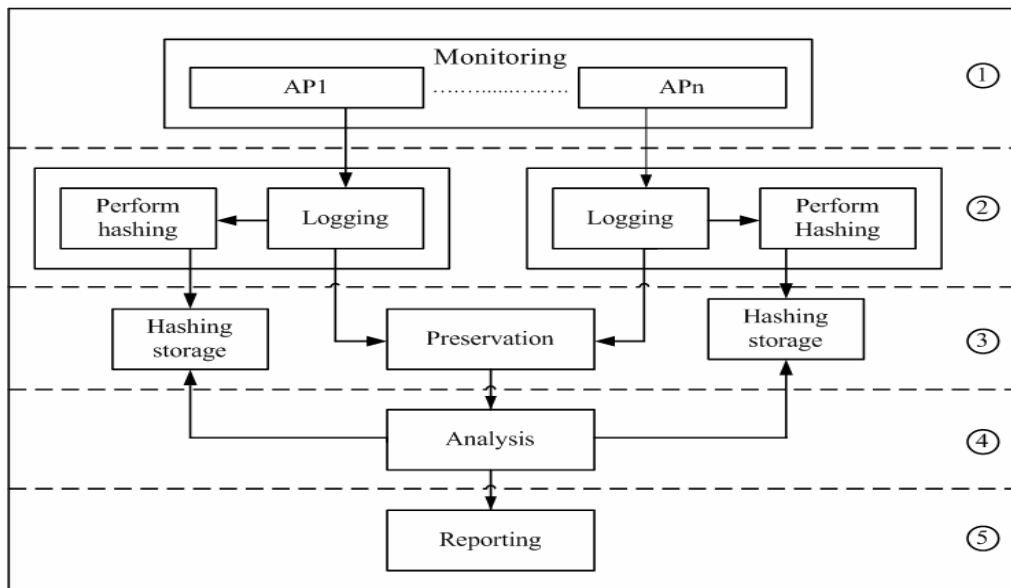 Monitoring
AP1
....…......….….
APn
①
Perform
hashing
Logging
Logging
Perform
Hashing
②
Hashing
storage
Preservation
Hashing
storage
③
Analysis
④
Reporting
⑤